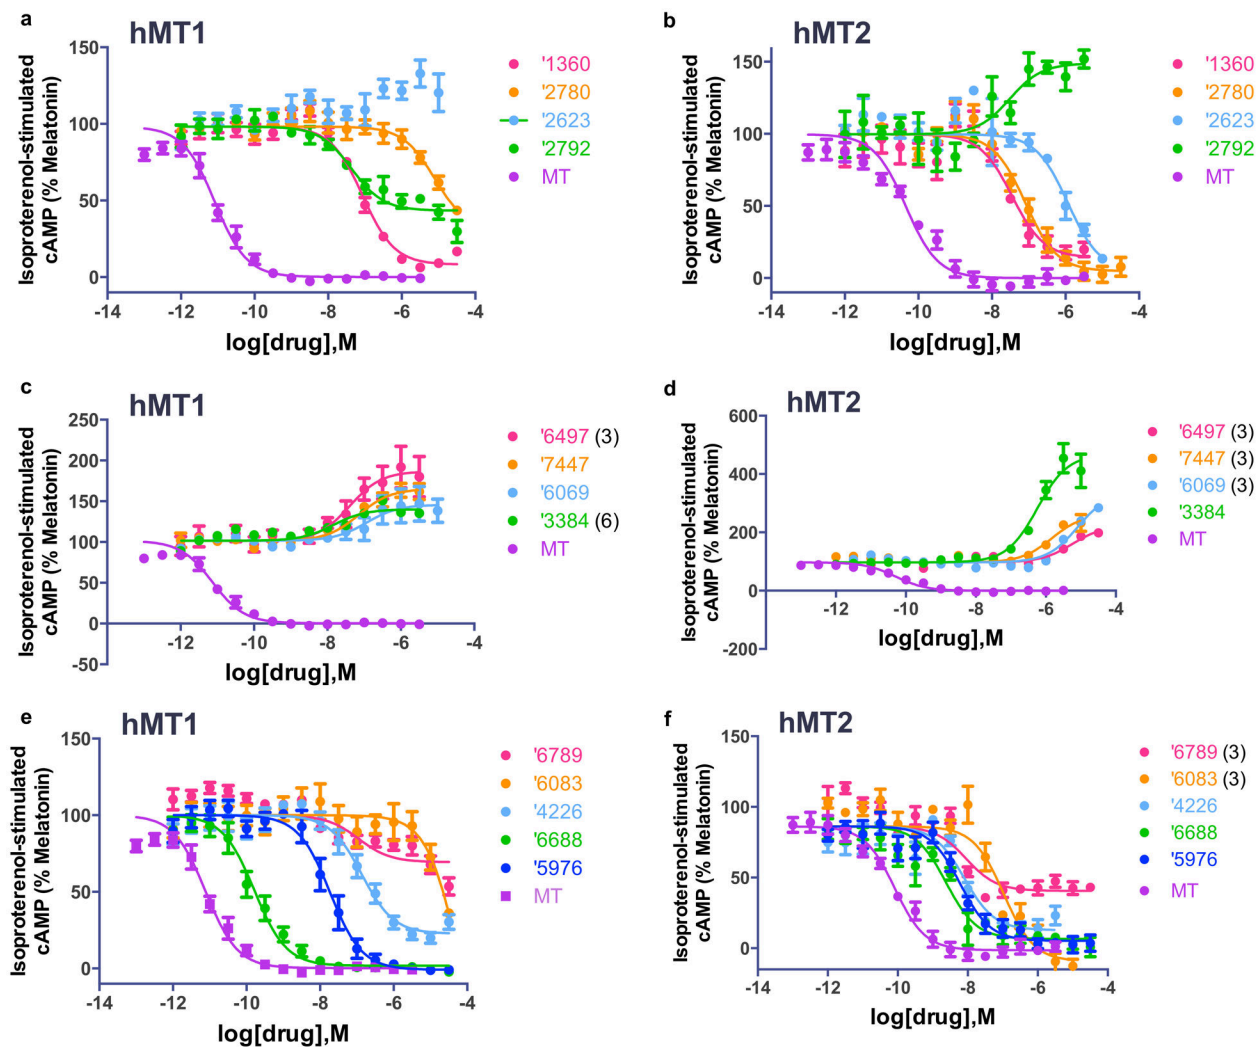 a
hMT1
Isoproterenol-stimulated
cAMP (% Melatonin)
150
100
50
0
-14
-12
-10
-8
-6
-4
log[drug],M
'1360
'2780
'2623
'2792
MT
b
hMT2
Isoproterenol-stimulated
cAMP (% Melatonin)
150
100
50
0
-14
-12
-10
-8
-6
-4
log[drug],M
'1360
'2780
'2623
'2792
MT
c
hMT1
Isoproterenol-stimulated
cAMP (% Melatonin)
250
200
150
100
50
0
-50
-12
-10
-8
-6
-4
log[drug],M
'6497 (3)
'7447
'6069
'3384 (6)
MT
d
hMT2
Isoproterenol-stimulated
cAMP (% Melatonin)
600
400
200
0
-200
-12
-10
-8
-6
-4
log[drug],M
'6497 (3)
'7447 (3)
'6069 (3)
'3384
MT
e
hMT1
Isoproterenol-stimulated
cAMP (% Melatonin)
150
100
50
0
-14
-12
-10
-8
-6
-4
log[drug],M
'6789
'6083
'4226
'6688
'5976
MT
f
hMT2
Isoproterenol-stimulated
cAMP (% Melatonin)
150
100
50
0
-14
-12
-10
-8
-6
-4
log[drug],M
'6789 (3)
'6083 (3)
'4226
'6688
'5976
MT